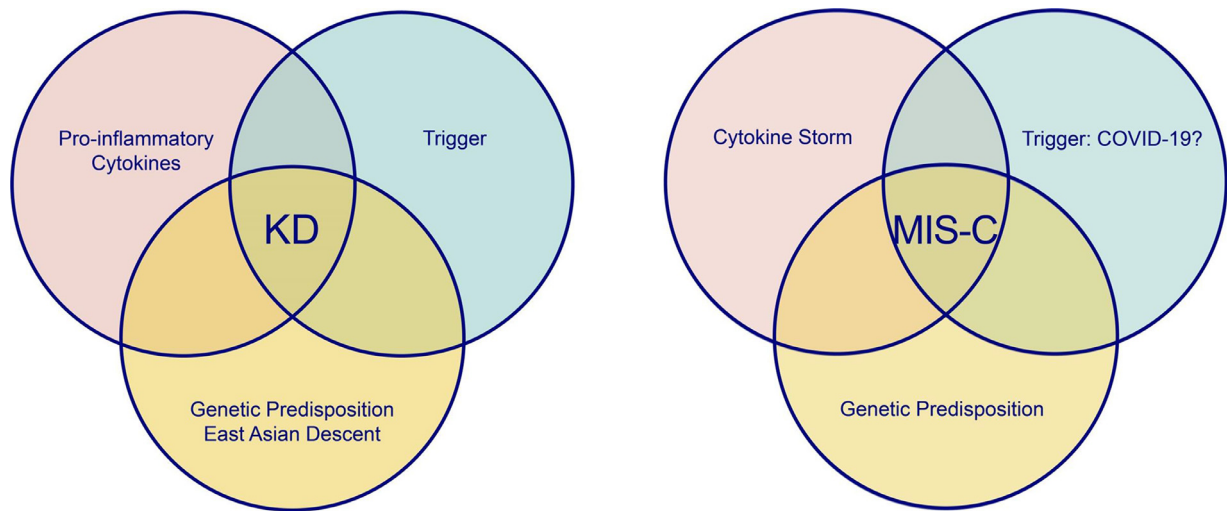 Pro-inflammatory
Cytokines
Trigger
KD
Genetic Predisposition
East Asian Descent
Cytokine Storm
Trigger: COVID-19?
MIS-C
Genetic Predisposition